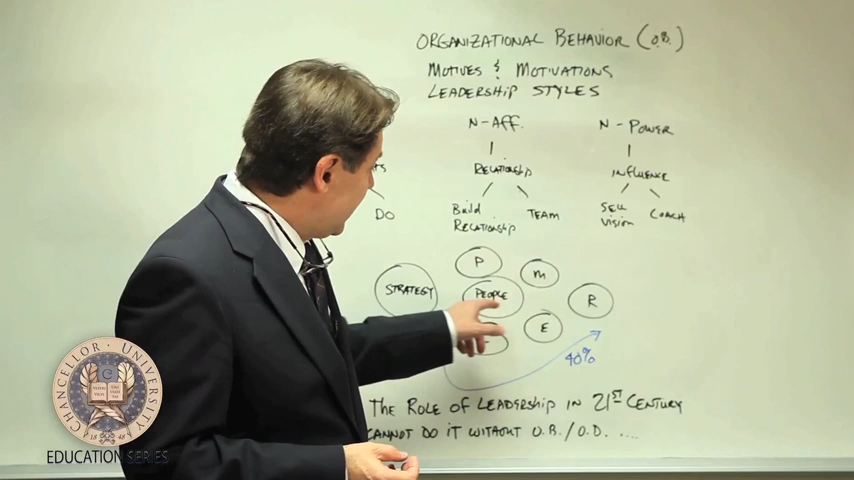 ORGANIZATIONAL BEHAVIOR (O.B.)
MOTIVES & MOTIVATIONS
LEADERSHIP STYLES
N-Aff.
N-POWER
RELATIONSHIP
INFLUENCE
DO
Build
RELATIONSHIP
TEAM
SELL
VISION
COACH
P
M
STRATEGY
PEOPLE
R
E
40%
THE ROLE OF LEADERSHIP IN 21ST CENTURY
CANNOT DO IT WITHOUT O.B./O.D. ....
CHANCELLOR UNIVERSITY
C
1848
EDUCATION SERIES